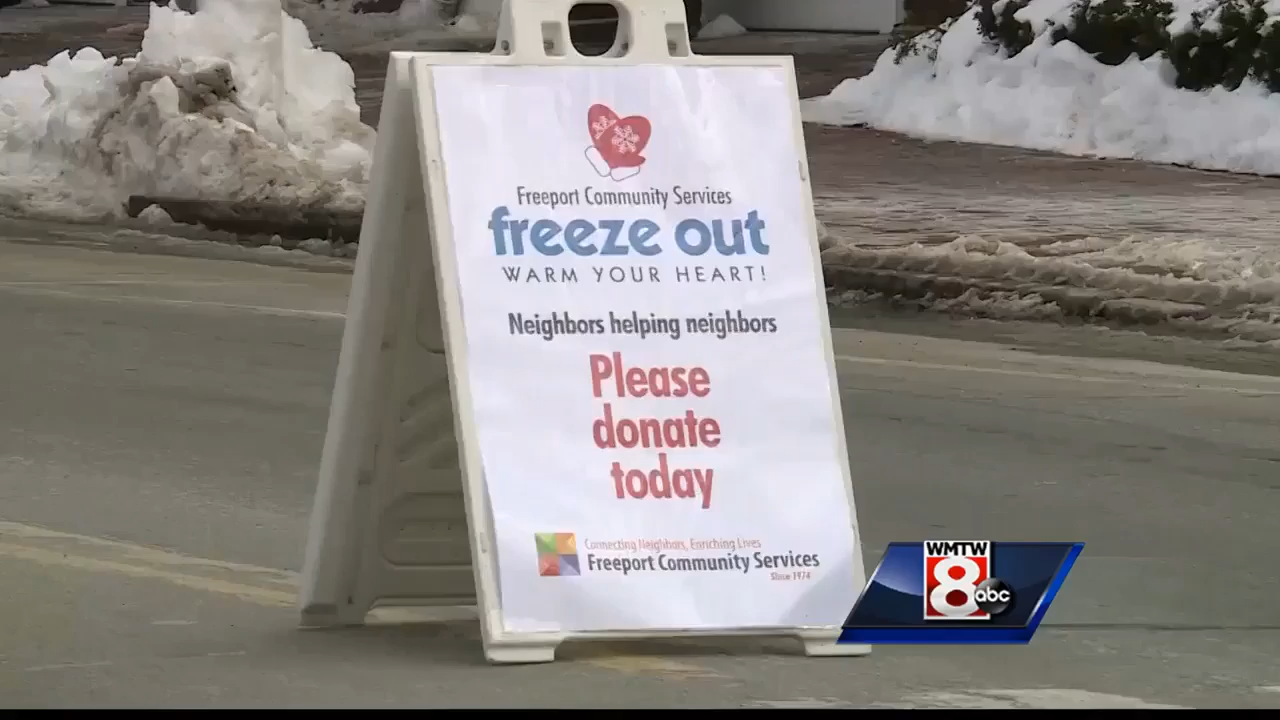 Freeport Community Services
freeze out
WARM YOUR HEART!
Neighbors helping neighbors
Please
donate
today
Connecting Neighbors, Enriching Lives
Freeport Community Services
Since 1974
WMTW
8
abc